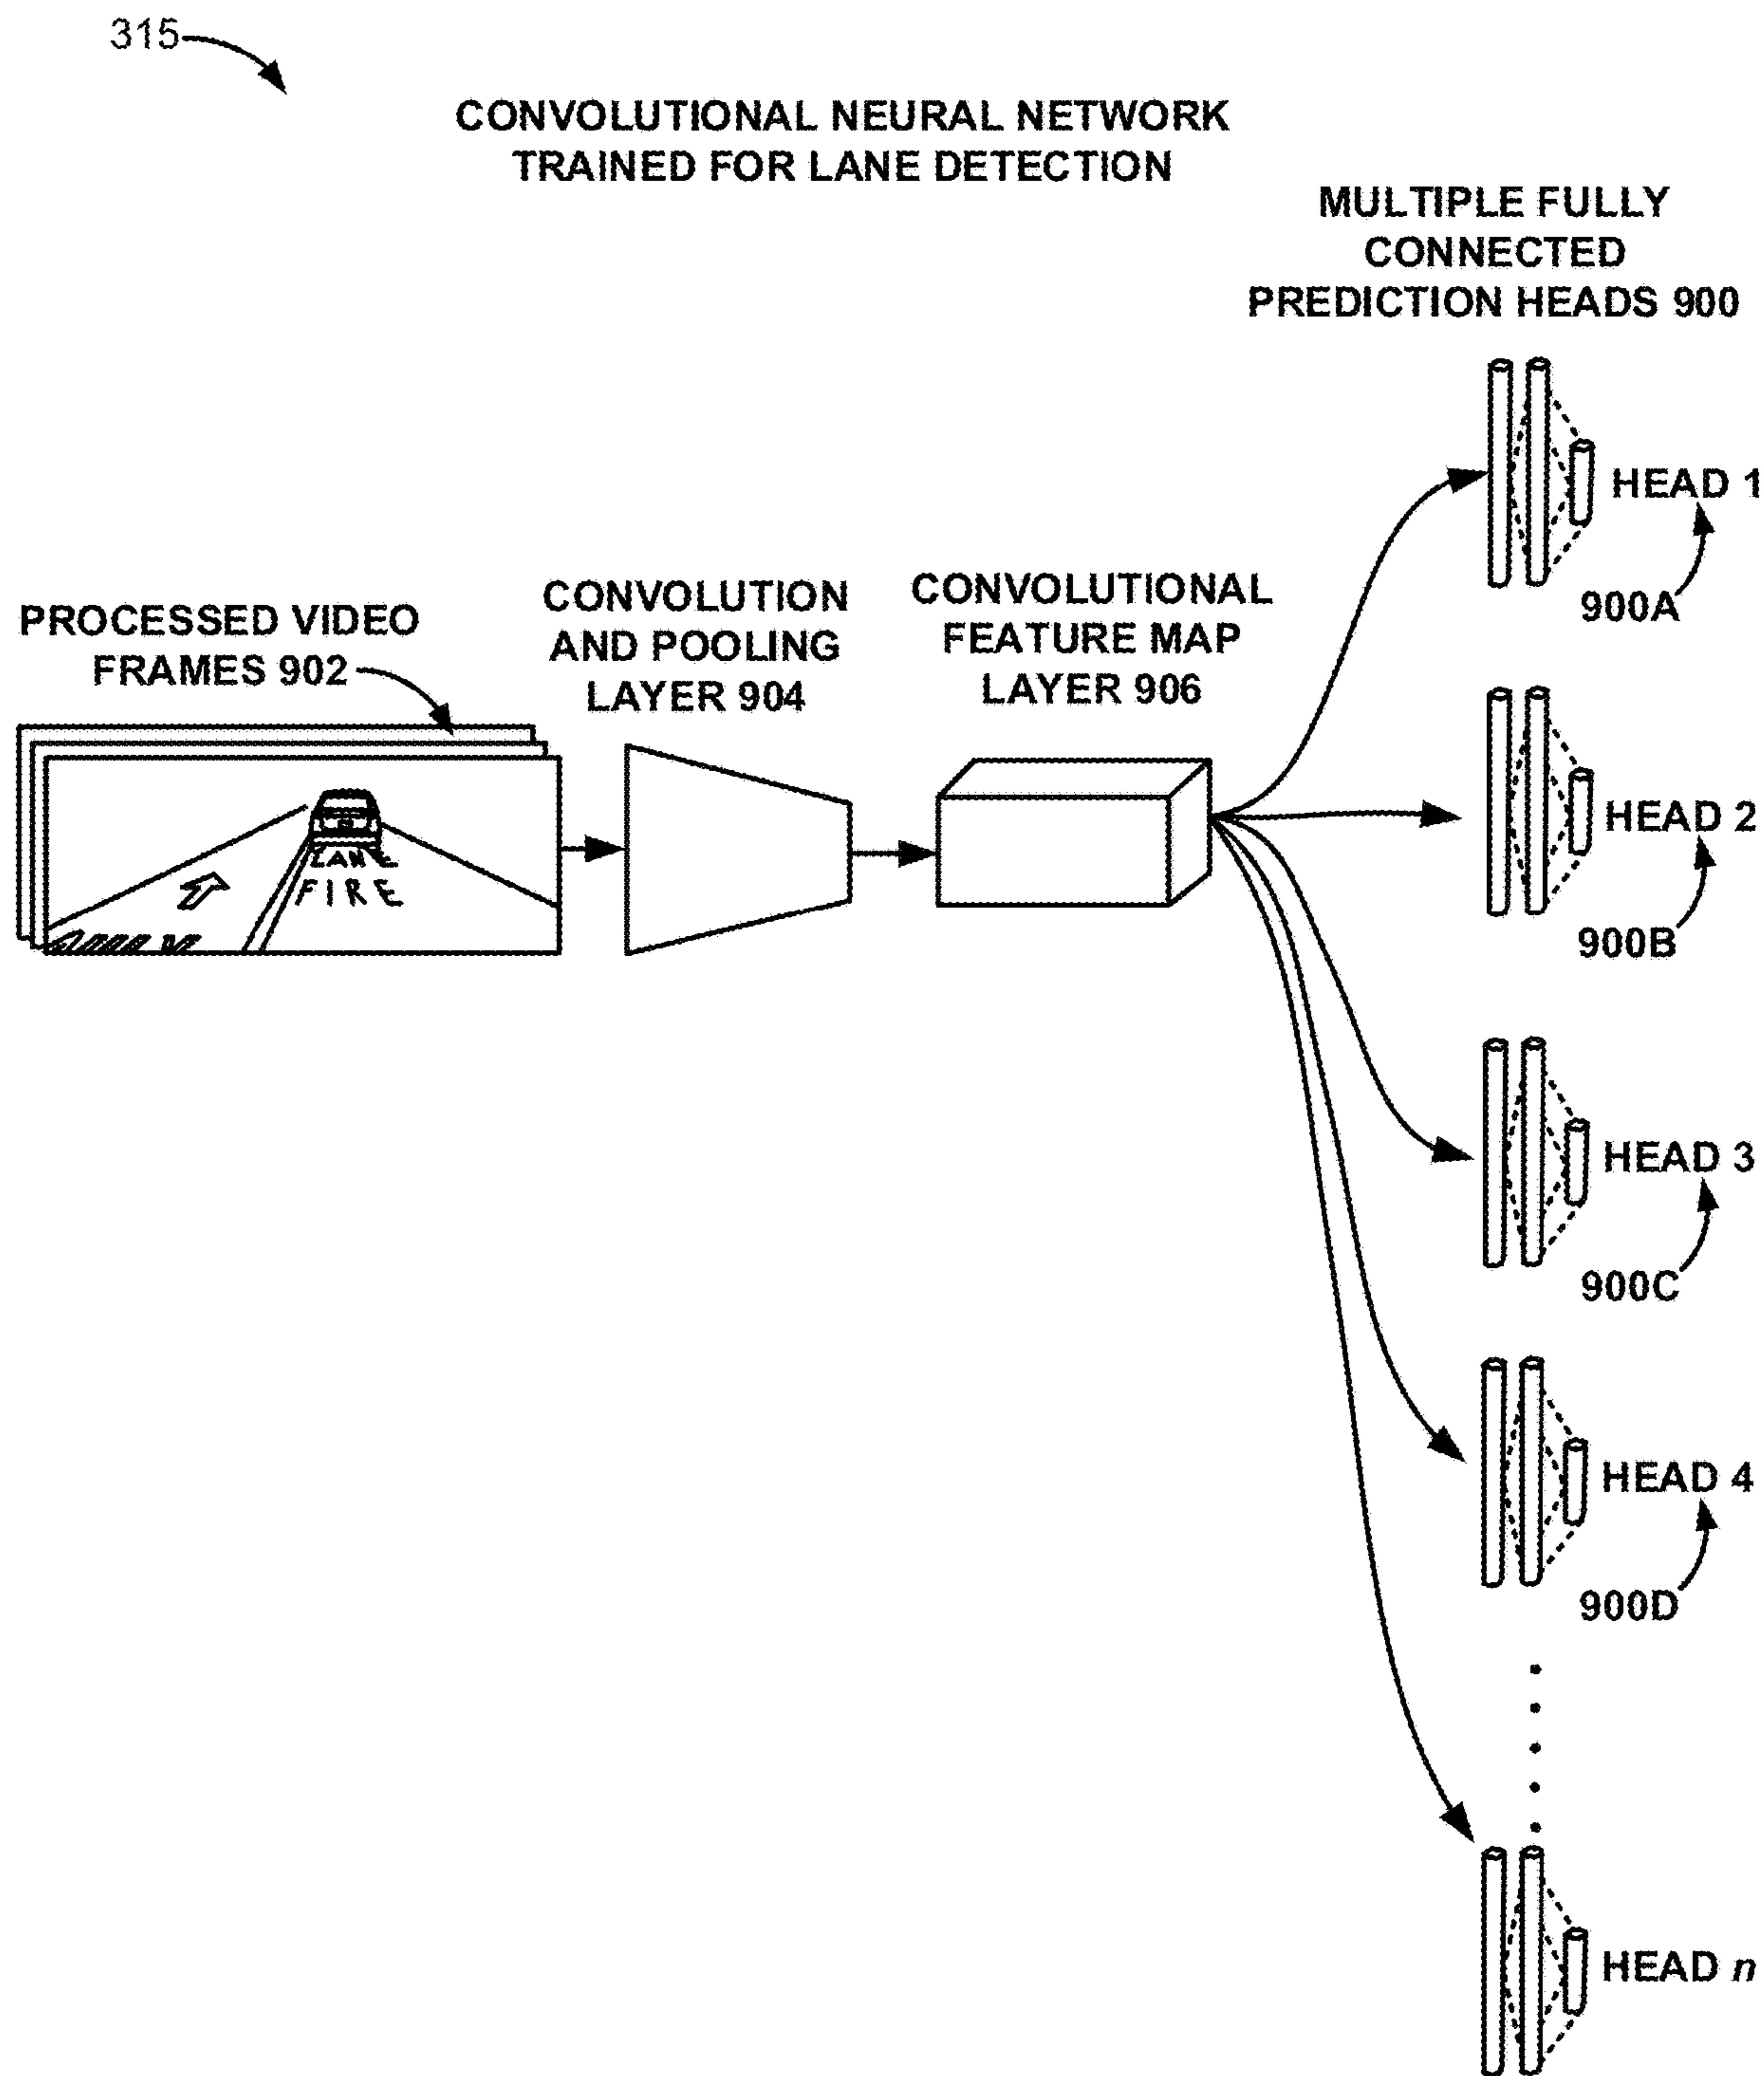 315
CONVOLUTIONAL NEURAL NETWORK
TRAINED FOR LANE DETECTION
MULTIPLE FULLY
CONNECTED
PREDICTION HEADS 900
HEAD 1
900A
PROCESSED VIDEO
FRAMES 902
CONVOLUTION
AND POOLING
LAYER 904
CONVOLUTIONAL
FEATURE MAP
LAYER 906
LANE
FIRE
HEAD 2
900B
HEAD 3
900C
HEAD 4
900D
HEAD n